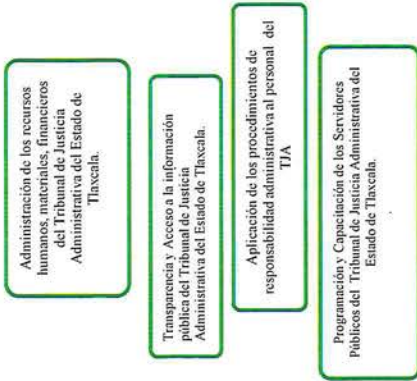 Administración de los recursos
humanos, materiales, financieros
del Tribunal de Justicia
Administrativa del Estado de
Tlaxcala.
Transparencia y Acceso a la información
pública del Tribunal de Justicia
Administrativa del Estado de Tlaxcala.
Aplicación de los procedimientos de
responsabilidad administrativa al personal del
TJA
Programación y Capacitación de los Servidores
Públicos del Tribunal de Justicia Administrativa del
Estado de Tlaxcala.